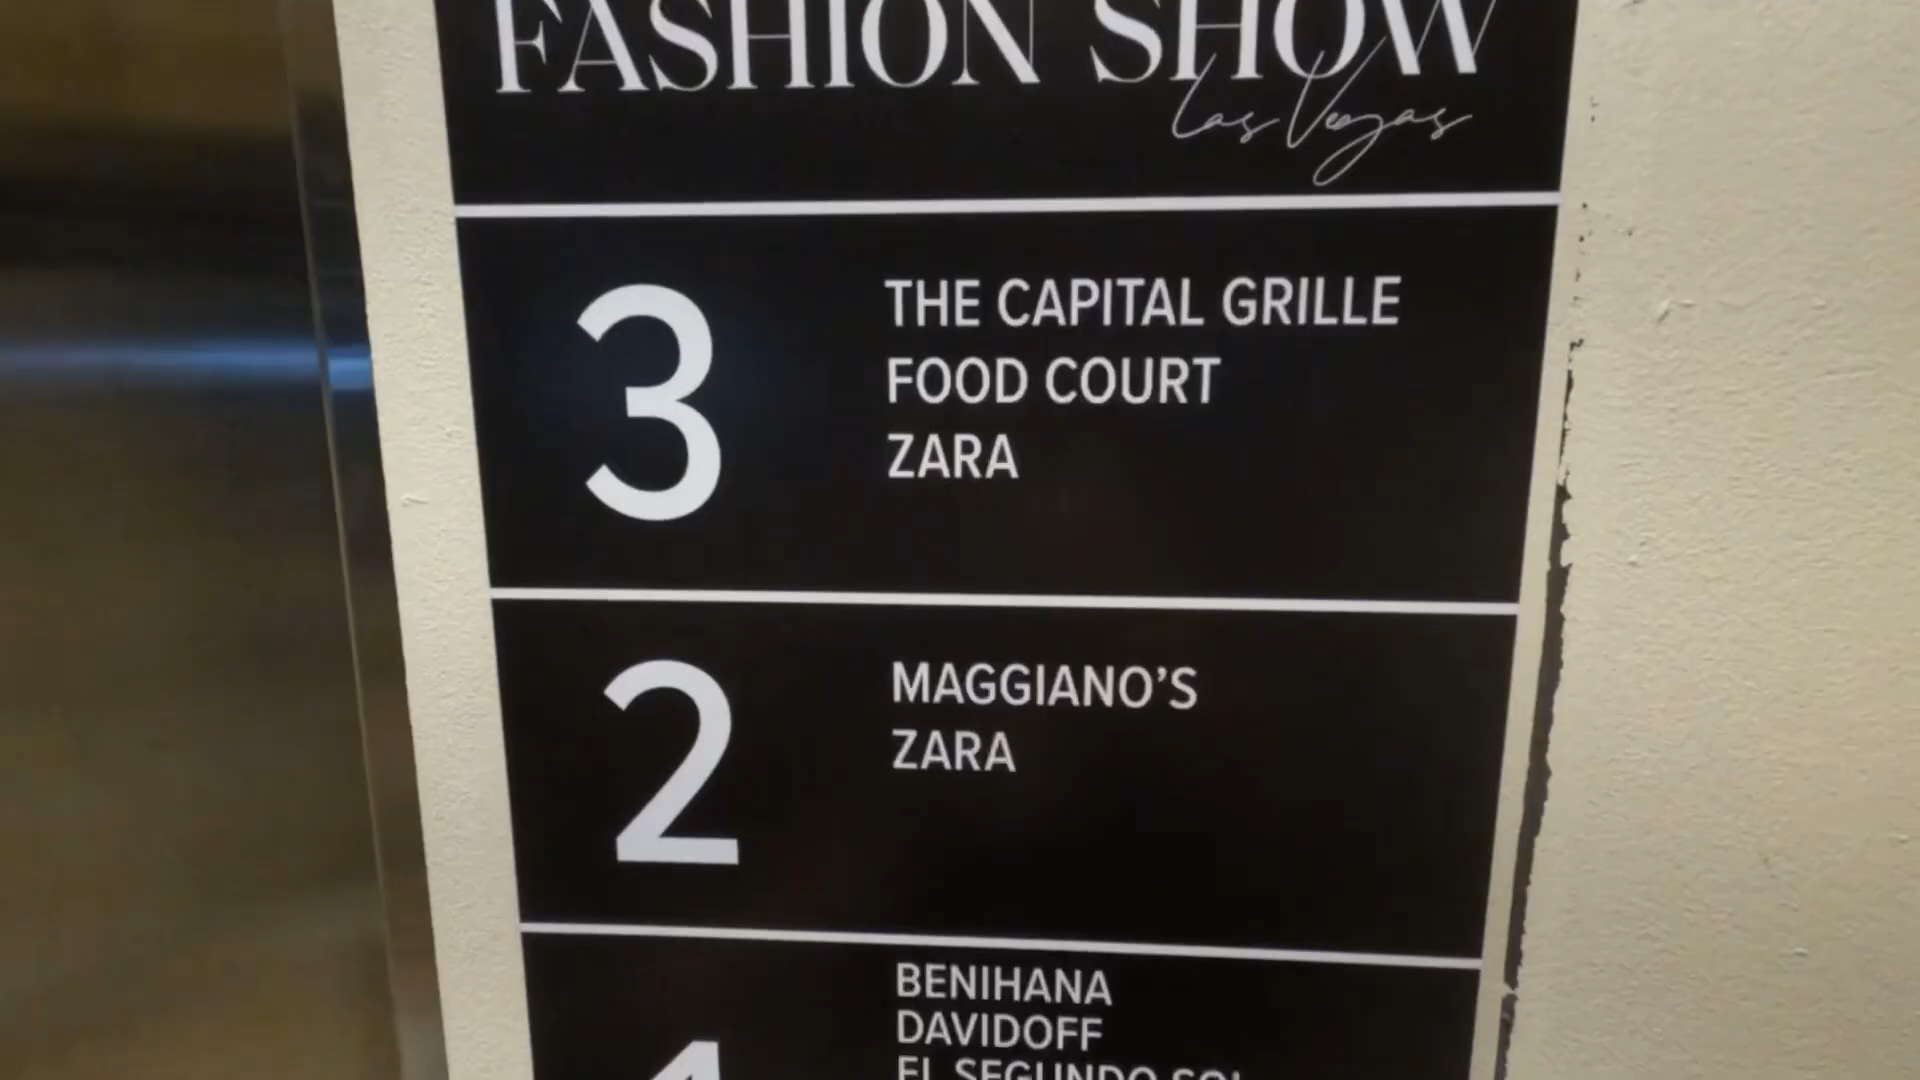 FASHION SHOW
Las Vegas
3
THE CAPITAL GRILLE
FOOD COURT
ZARA
2
MAGGIANO'S
ZARA
1
BENIHANA
DAVIDOFF
EL SEGUNDO SOL